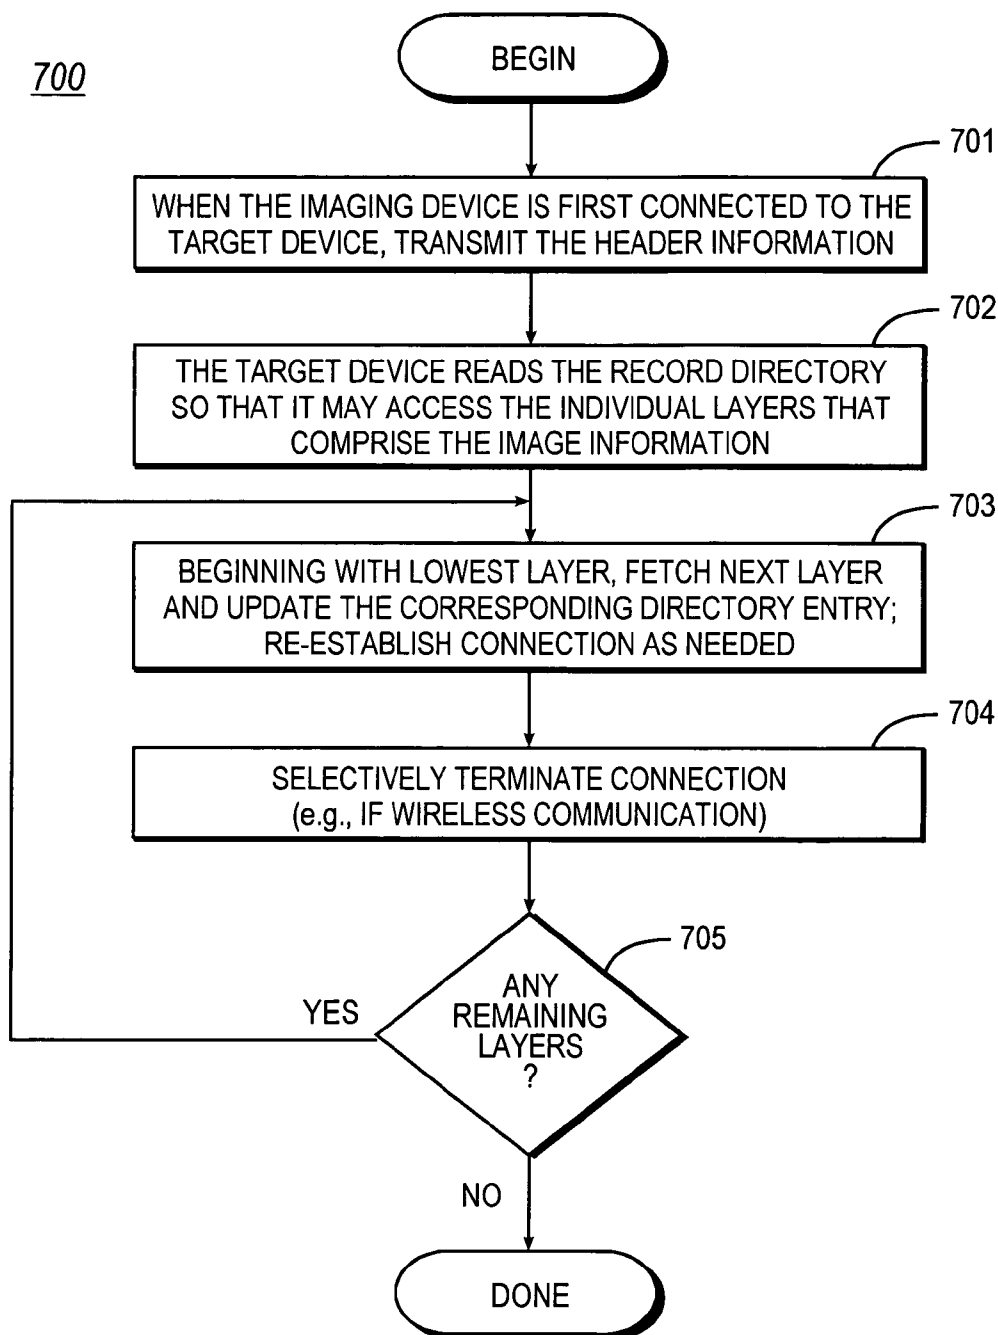 700
BEGIN
701
WHEN THE IMAGING DEVICE IS FIRST CONNECTED TO THE
TARGET DEVICE, TRANSMIT THE HEADER INFORMATION
702
THE TARGET DEVICE READS THE RECORD DIRECTORY
SO THAT IT MAY ACCESS THE INDIVIDUAL LAYERS THAT
COMPRISE THE IMAGE INFORMATION
703
BEGINNING WITH LOWEST LAYER, FETCH NEXT LAYER
AND UPDATE THE CORRESPONDING DIRECTORY ENTRY;
RE-ESTABLISH CONNECTION AS NEEDED
704
SELECTIVELY TERMINATE CONNECTION
(e.g., IF WIRELESS COMMUNICATION)
705
ANY
REMAINING
LAYERS
?
YES
NO
DONE